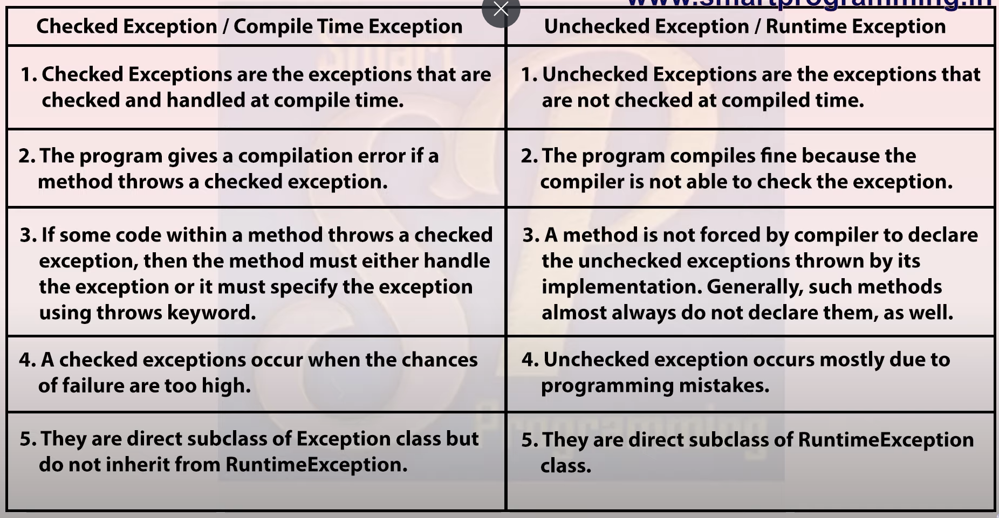 www.smartprogramming.in
Checked Exception / Compile Time Exception
Unchecked Exception / Runtime Exception
1. Checked Exceptions are the exceptions that are
checked and handled at compile time.
1. Unchecked Exceptions are the exceptions that
are not checked at compiled time.
2. The program gives a compilation error if a
method throws a checked exception.
2. The program compiles fine because the
compiler is not able to check the exception.
3. If some code within a method throws a checked
exception, then the method must either handle
the exception or it must specify the exception
using throws keyword.
3. A method is not forced by compiler to declare
the unchecked exceptions thrown by its
implementation. Generally, such methods
almost always do not declare them, as well.
4. A checked exceptions occur when the chances
of failure are too high.
4. Unchecked exception occurs mostly due to
programming mistakes.
5. They are direct subclass of Exception class but
do not inherit from RuntimeException.
5. They are direct subclass of RuntimeException
class.
Smart
SP
Programming